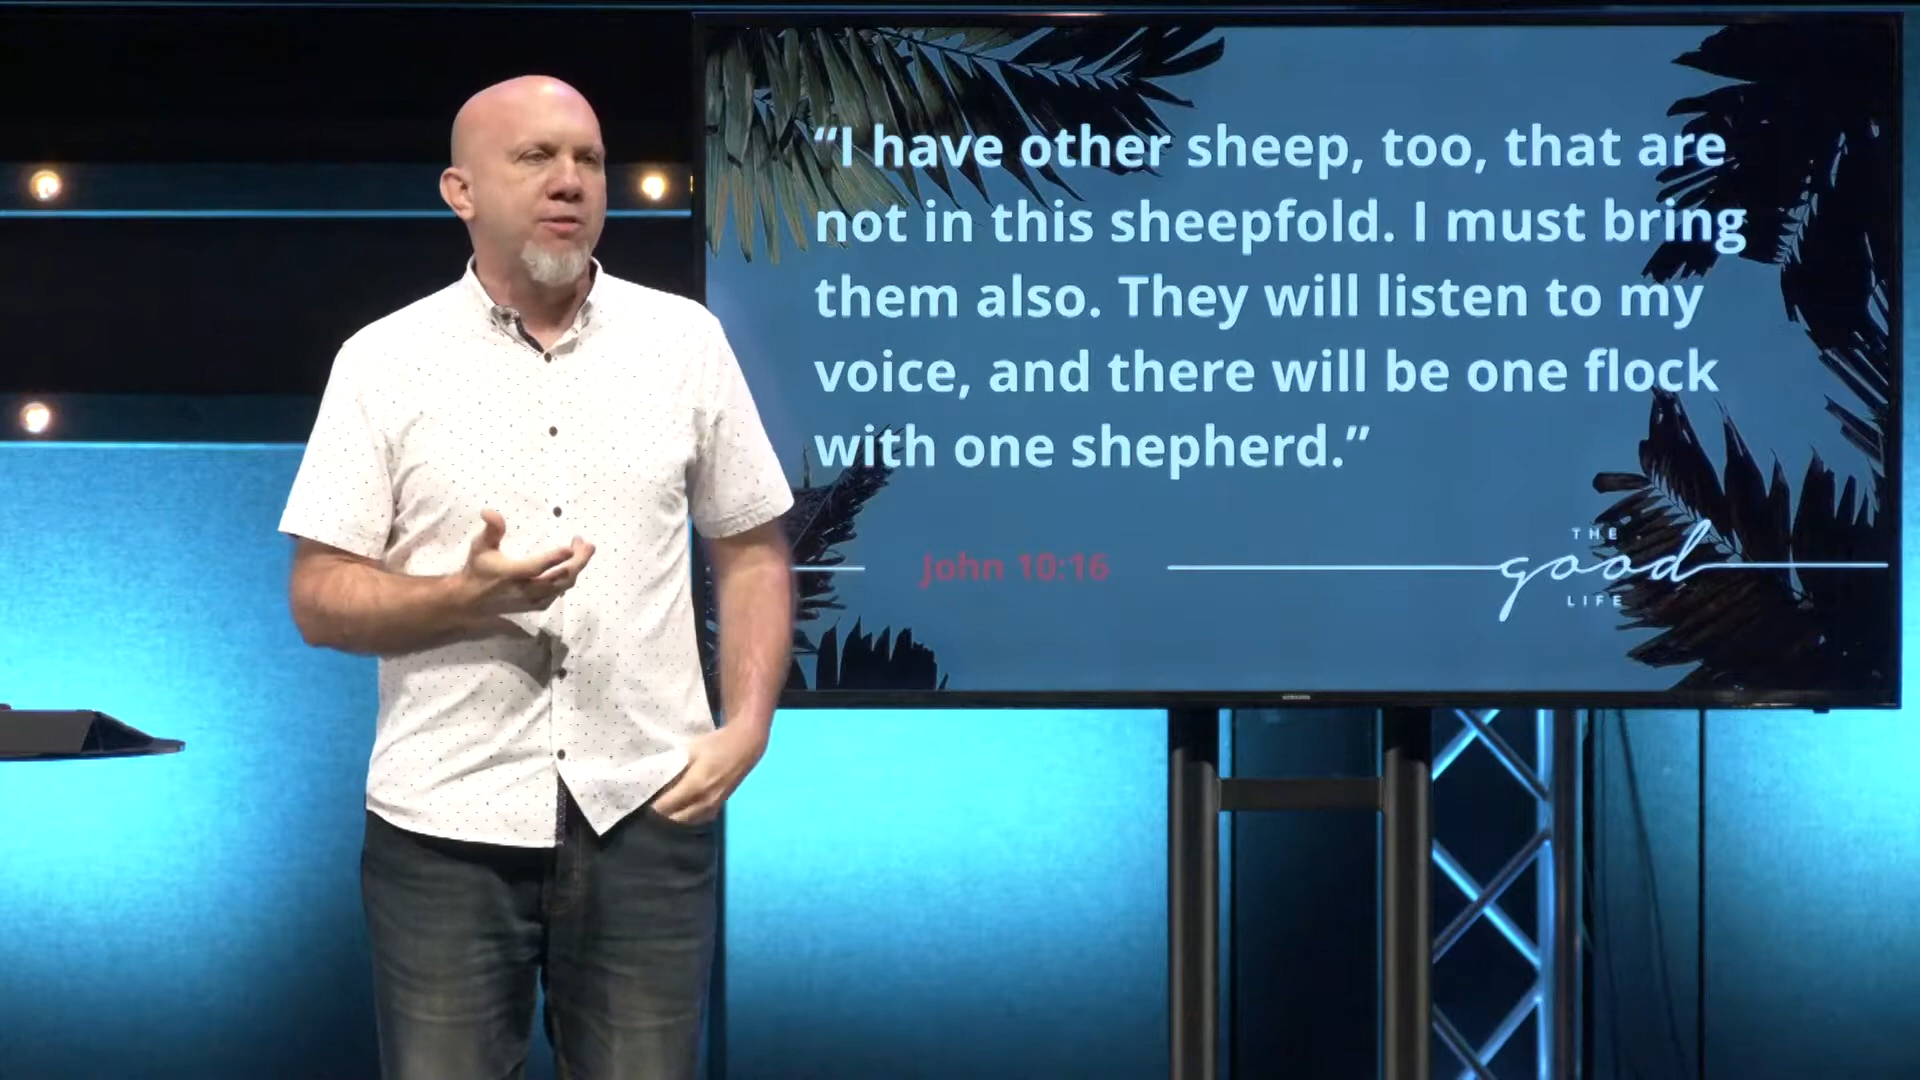 “I have other sheep, too, that are
not in this sheepfold. I must bring
them also. They will listen to my
voice, and there will be one flock
with one shepherd.”
John 10:16
THE
good
LIFE